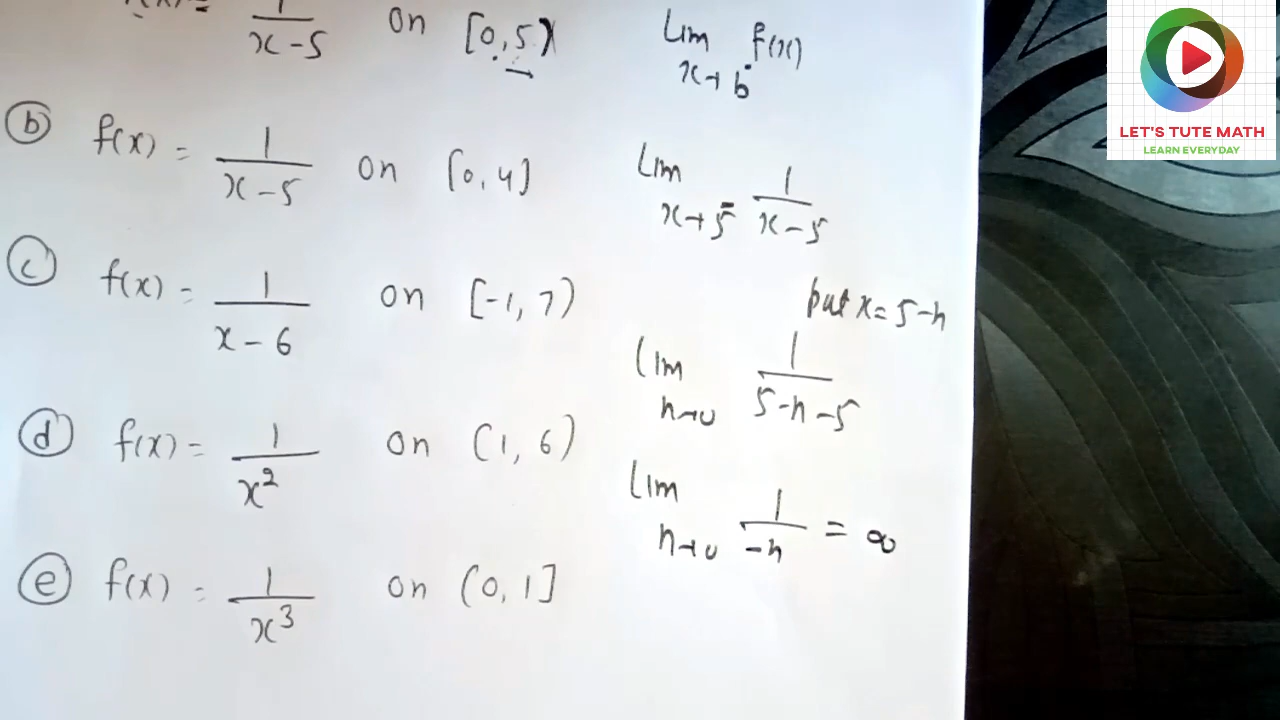 f(x) = 1/(x-5) on [0, 5)
(b) f(x) = 1/(x-5) on [0, 4]
(c) f(x) = 1/(x-6) on [-1, 7)
(d) f(x) = 1/x² on (1, 6)
(e) f(x) = 1/x³ on (0, 1]
Lim x→b⁻ f(x)
Lim x→5⁻ 1/(x-5)
put x = 5-h
Lim h→0 1/(5-h-5)
Lim h→0 1/-h = ∞
LET'S TUTE MATH
LEARN EVERYDAY